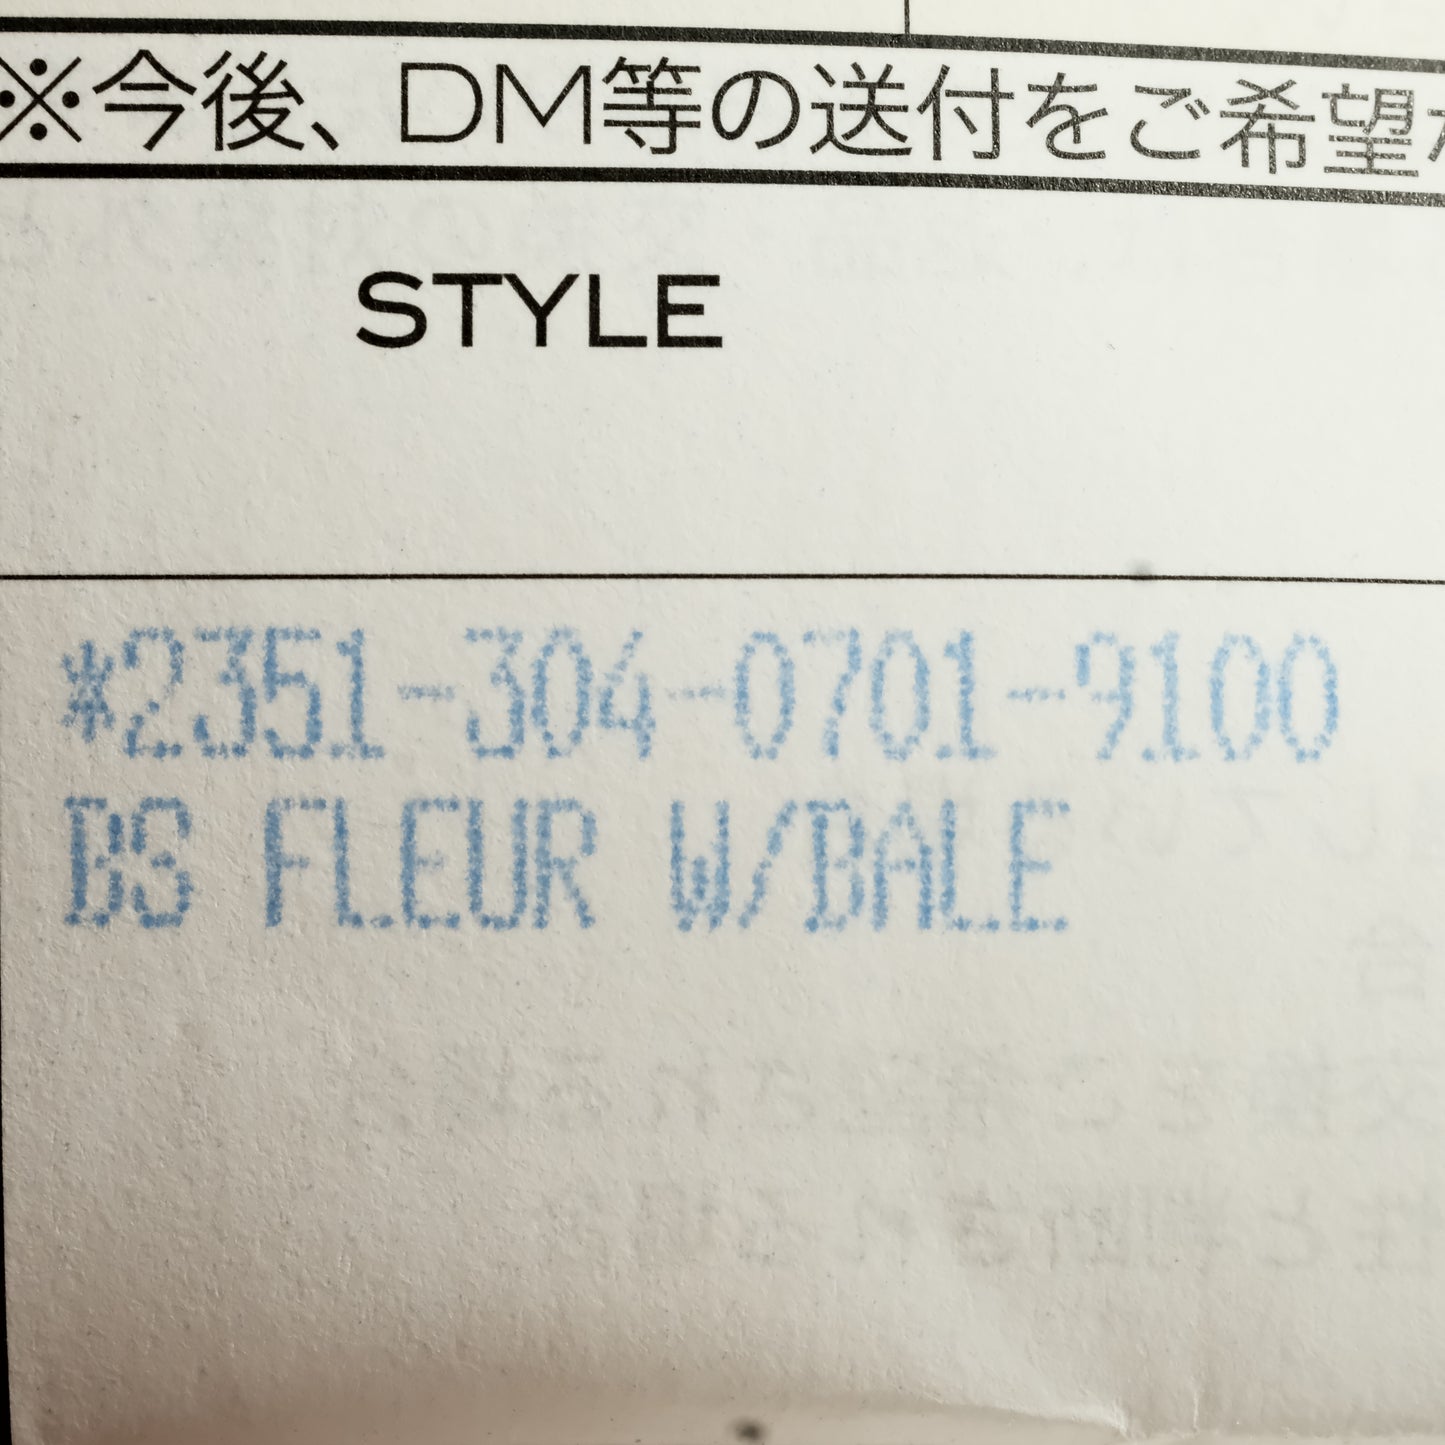 ※今後、DM等の送付をご希望
STYLE
*2351-304-0701-9100
BS FLEUR W/BALE